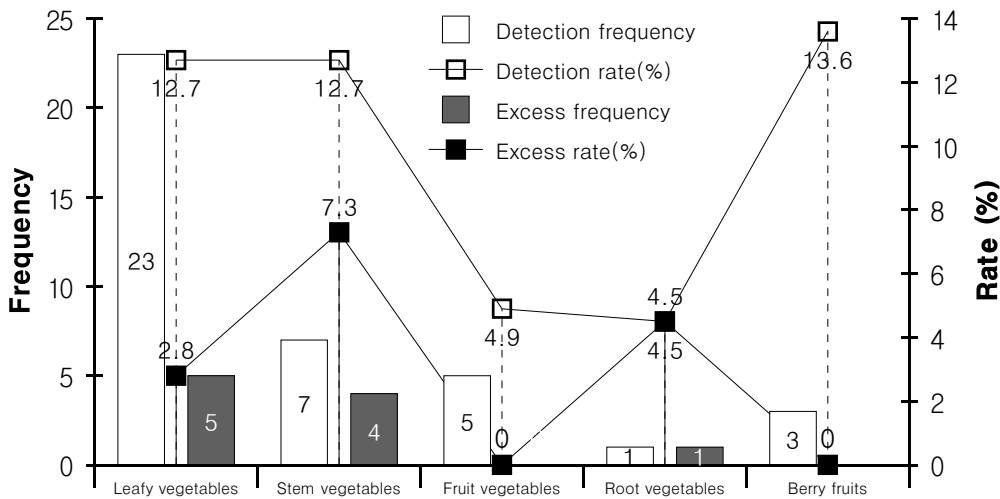 Frequency
Rate (%)
25
20
15
10
5
0
14
12
10
8
6
4
2
0
Detection frequency
Detection rate(%)
Excess frequency
Excess rate(%)
12.7
12.7
4.9
4.5
13.6
2.8
7.3
0
4.5
0
23
5
7
4
5
1
1
3
Leafy vegetables
Stem vegetables
Fruit vegetables
Root vegetables
Berry fruits